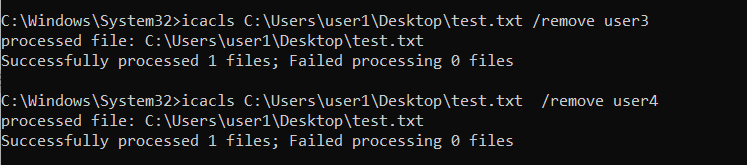 C:\Windows\System32>icacls C:\Users\user1\Desktop\test.txt /remove user3
processed file: C:\Users\user1\Desktop\test.txt
Successfully processed 1 files; Failed processing 0 files
C:\Windows\System32>icacls C:\Users\user1\Desktop\test.txt  /remove user4
processed file: C:\Users\user1\Desktop\test.txt
Successfully processed 1 files; Failed processing 0 files